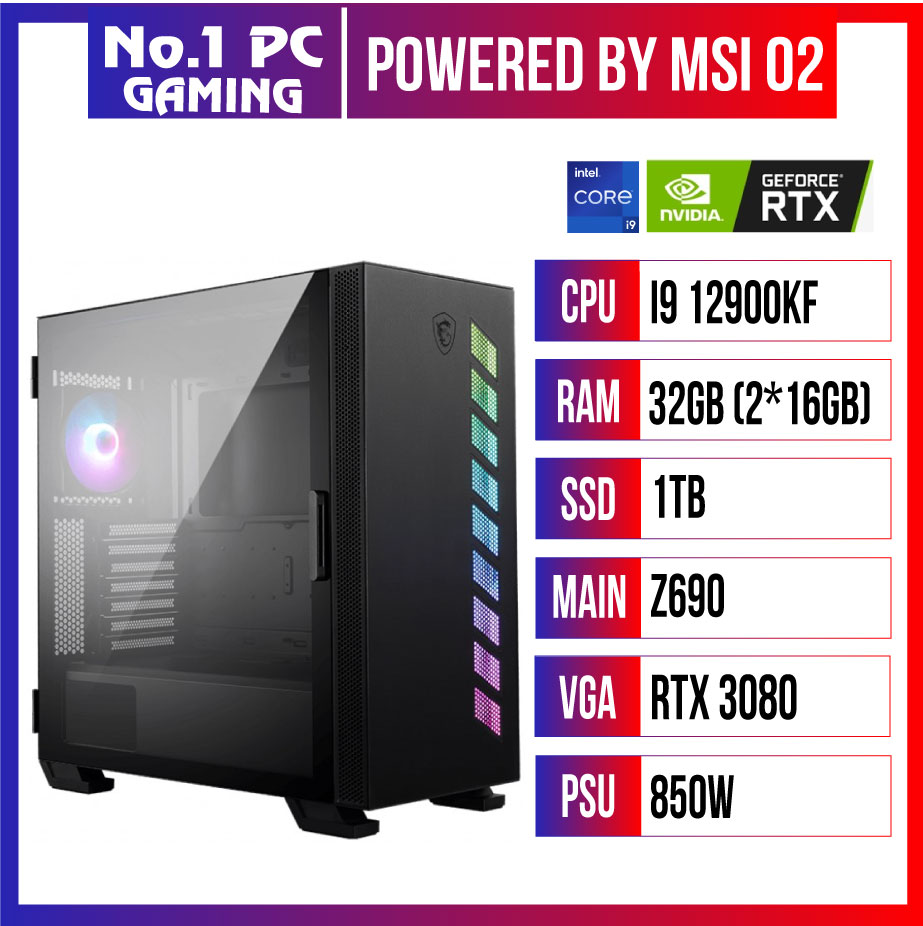 No.1 PC
GAMING
POWERED BY MSI 02
intel.
CORE
i9
NVIDIA.
GEFORCE®
RTX
CPU I9 12900KF
RAM 32GB (2*16GB)
SSD 1TB
MAIN Z690
VGA RTX 3080
PSU 850W